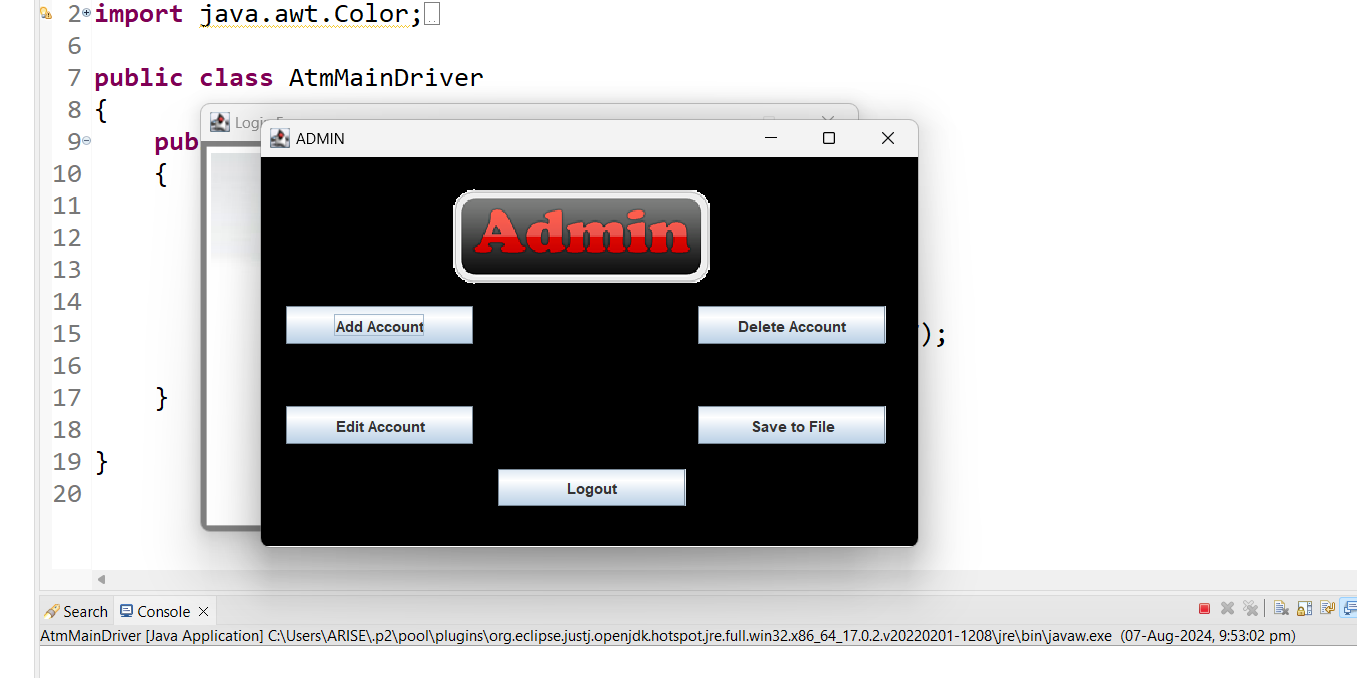 2 import java.awt.Color;
6
7 public class AtmMainDriver
8 {
9 pub
10 {
11
12
13
14
15 );
16
17 }
18
19 }
20
ADMIN
Admin
Add Account Delete Account
Edit Account Save to File
Logout
Search Console
AtmMainDriver [Java Application] C:\Users\ARISE\.p2\pool\plugins\org.eclipse.justj.openjdk.hotspot.jre.full.win32.x86_64_17.0.2.v20220201-1208\jre\bin\javaw.exe (07-Aug-2024, 9:53:02 pm)